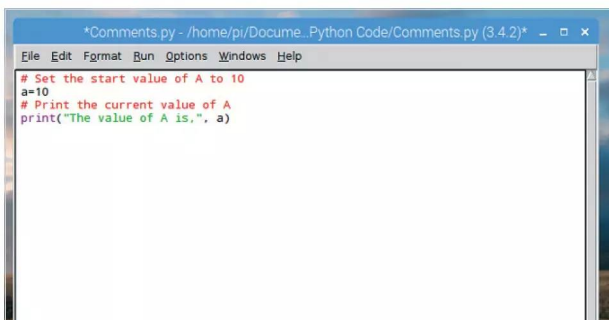 *Comments.py - /home/pi/Docume...Python Code/Comments.py (3.4.2)*
File Edit Format Run Options Windows Help
# Set the start value of A to 10
a=10
# Print the current value of A
print("The value of A is,", a)